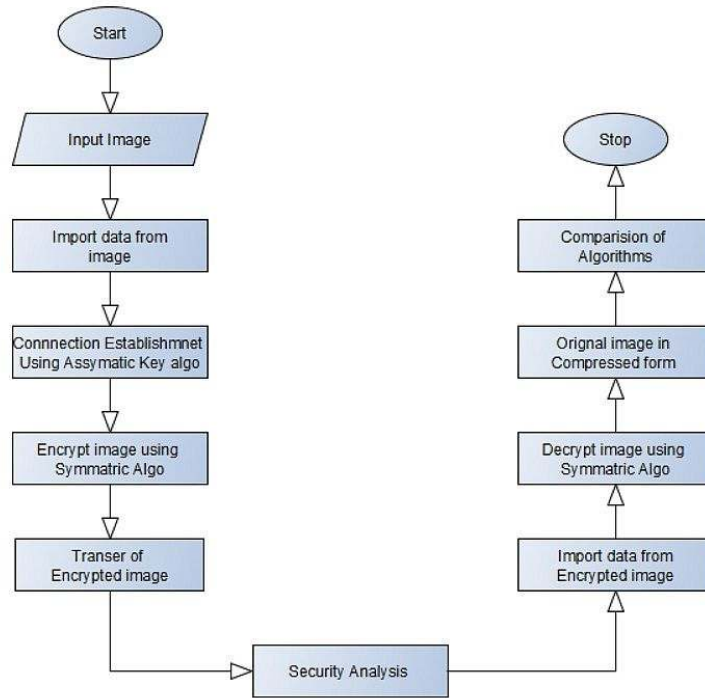 Start
Input Image
Import data from
image
Connnection Establishmnet
Using Assymatic Key algo
Encrypt image using
Symmatric Algo
Transer of
Encrypted image
Security Analysis
Import data from
Encrypted image
Decrypt image using
Symmatric Algo
Orignal image in
Compressed form
Comparision of
Algorithms
Stop